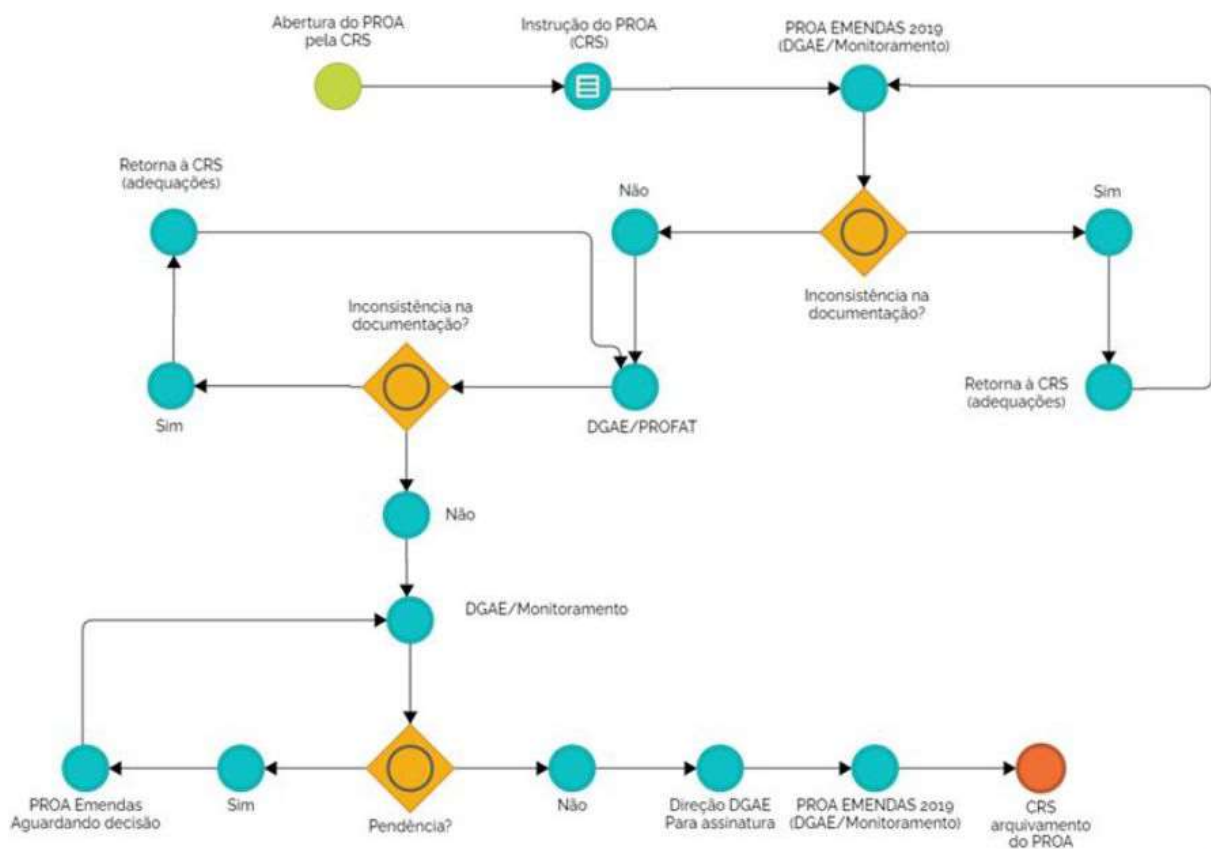 Abertura do PROA
pela CRS
Instrução do PROA
(CRS)
PROA EMENDAS 2019
(DGAE/Monitoramento)
Retorna à CRS
(adequações)
Não
Sim
Inconsistência na
documentação?
Inconsistência na
documentação?
Retorna à CRS
(adequações)
Sim
DGAE/PROFAT
Não
DGAE/Monitoramento
PROA Emendas
Aguardando decisão
Sim
Pendência?
Não
Direção DGAE
Para assinatura
PROA EMENDAS 2019
(DGAE/Monitoramento)
CRS
arquivamento
do PROA